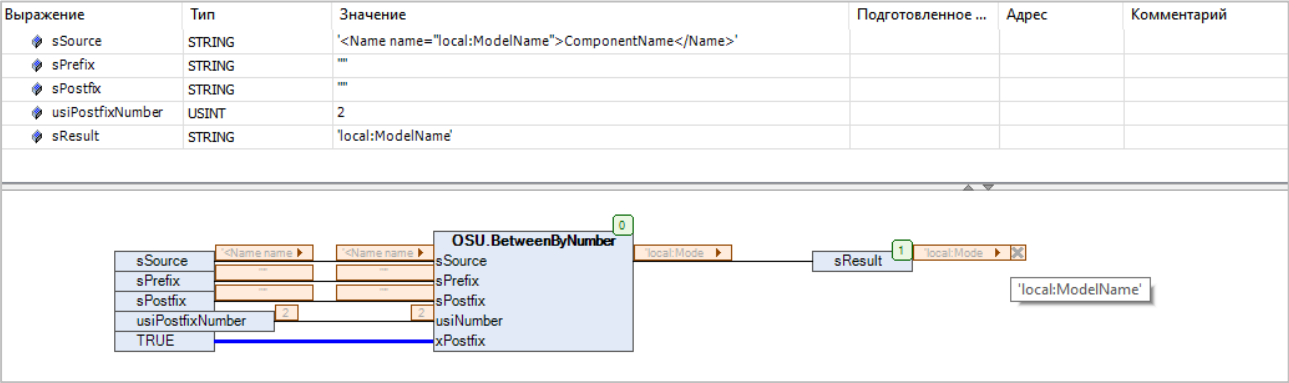 Выражение Тип Значение Подготовленное ... Адрес Комментарий
sSource STRING '<Name name="local:ModelName">ComponentName</Name>'
sPrefix STRING '"'
sPostfix STRING '"'
usiPostfixNumber USINT 2
sResult STRING 'local:ModelName'
0
OSU.BetweenByNumber
sSource '<Name name '<Name name sSource 'local:Mode sResult 1 'local:Mode
sPrefix '"' '"' sPrefix
sPostfix '"' '"' sPostfix
'local:ModelName'
usiPostfixNumber 2 2 usiNumber
TRUE xPostfix